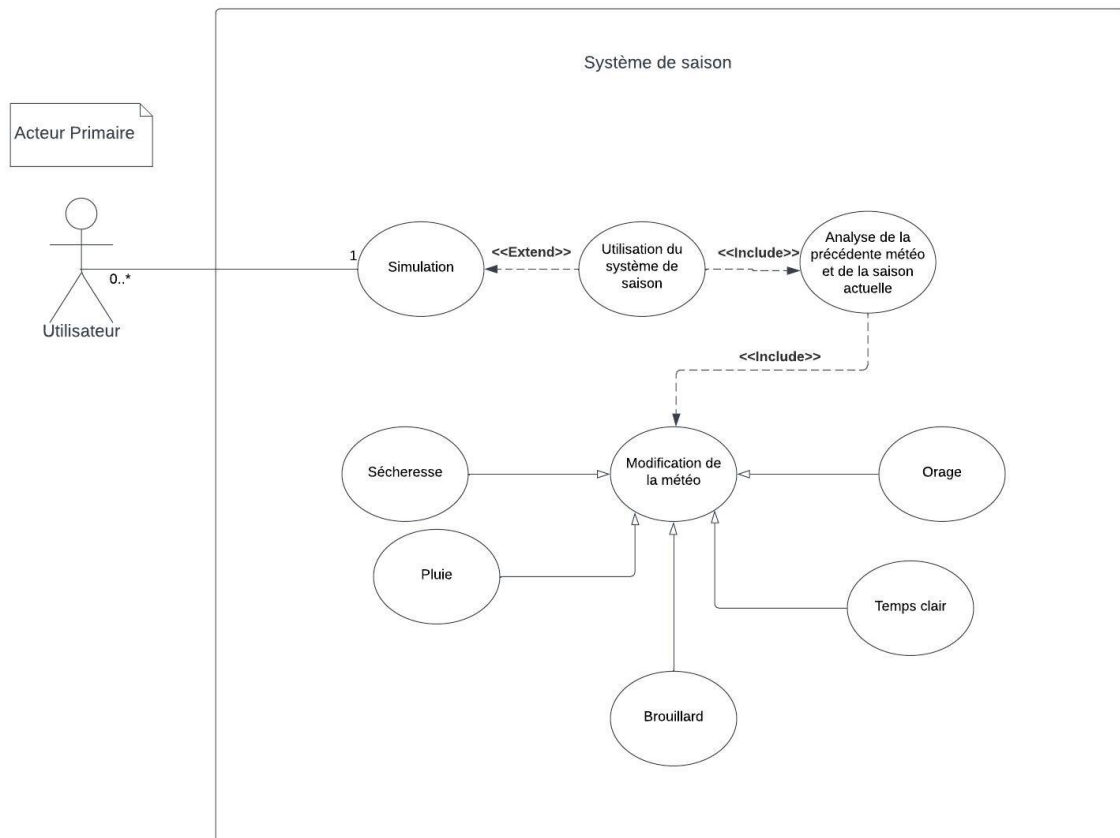 Système de saison
Acteur Primaire
Utilisateur
0..*
1
Simulation
<<Extend>>
Utilisation du
système de
saison
<<Include>>
Analyse de la
précédente météo
et de la saison
actuelle
<<Include>>
Sécheresse
Modification de
la météo
Orage
Pluie
Temps clair
Brouillard